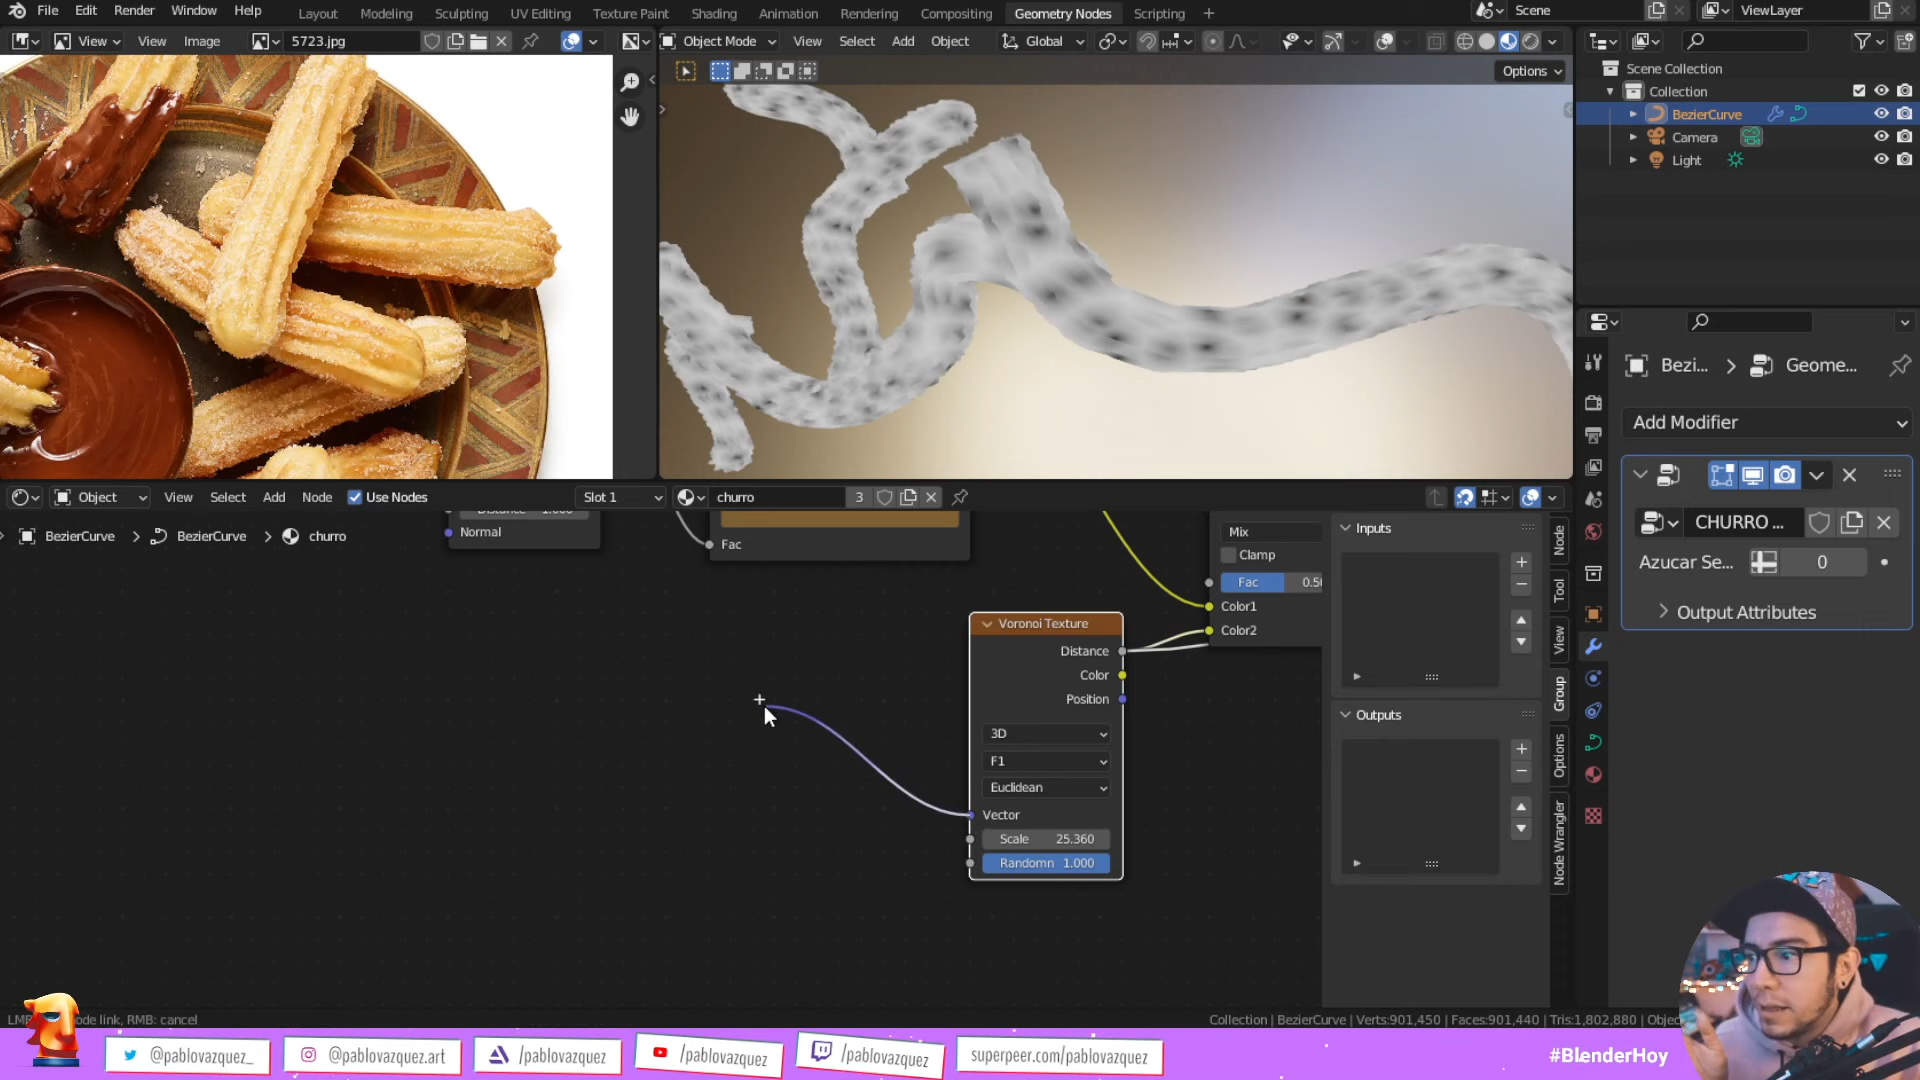 File Edit Render Window Help Layout Modeling Sculpting UV Editing Texture Paint Shading Animation Rendering Compositing Geometry Nodes Scripting + Scene ViewLayer
View View Image 5723.jpg Object Mode View Select Add Object Global
Options
Scene Collection
Collection
BezierCurve
Camera
Light
Bezi... > Geome...
Add Modifier
CHURRO ...
Azucar Se... 0
Output Attributes
Object View Select Add Node Use Nodes Slot 1 churro 3
BezierCurve > BezierCurve > churro
Normal
Fac
Mix
Clamp
Fac
Color1
Color2
Voronoi Texture
Distance
Color
Position
3D
F1
Euclidean
Vector
Scale 25.360
Randomn 1.000
Inputs
Outputs
Node
Tool
View
Group
Options
Node Wrangler
ode link, RMB: cancel
Collection | BezierCurve | Verts:901,450 | Faces:901,440 | Tris:1,802,880 | Objec
@pablovazquez_ @pablovazquez.art /pablovazquez /pablovazquez /pablovazquez superpeer.com/pablovazquez #BlenderHoy